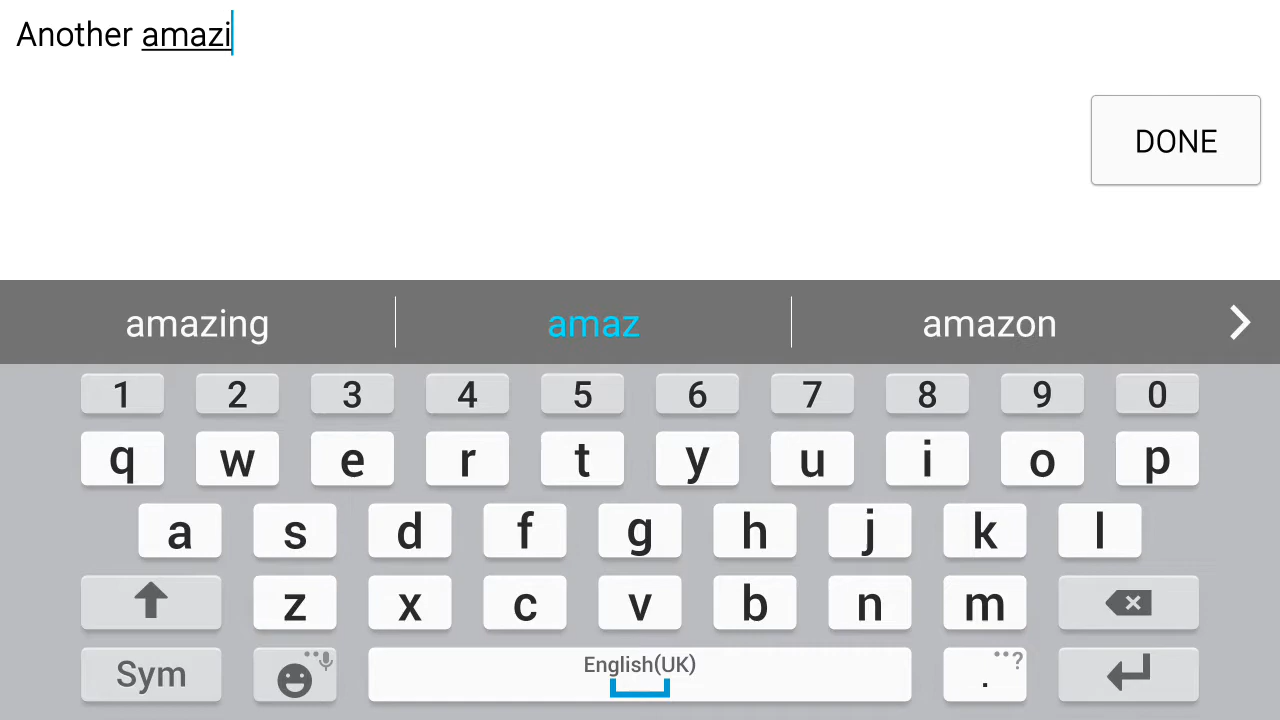 Another amazi
DONE
amazing amaz amazon
1 2 3 4 5 6 7 8 9 0
q w e r t y u i o p
a s d f g h j k l
z x c v b n m
Sym English(UK) . ?